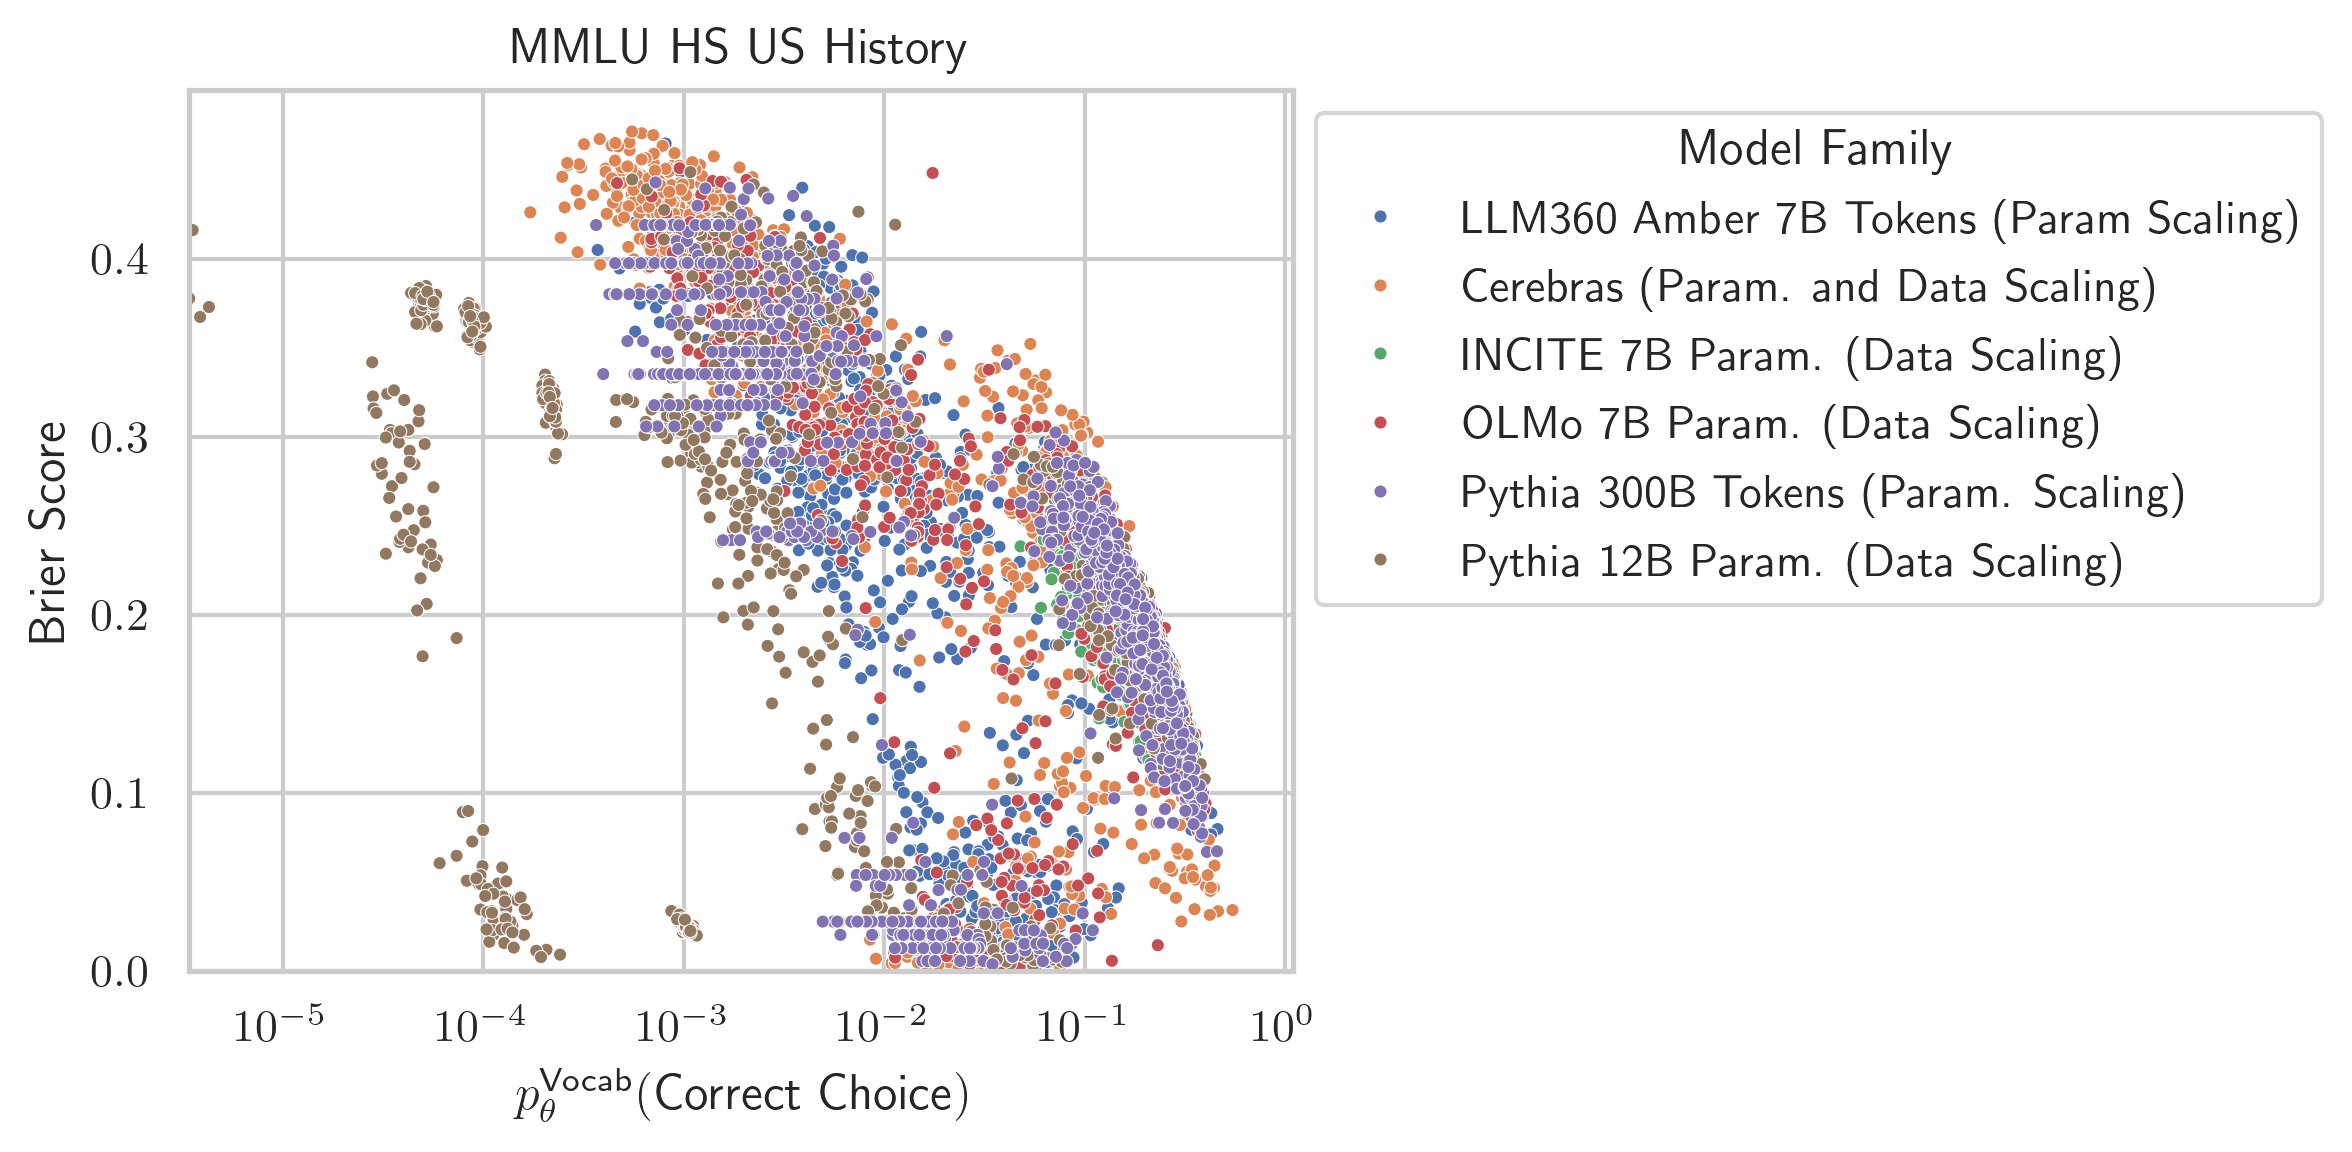 MMLU HS US History
Brier Score
0.4
0.3
0.2
0.1
0.0
10⁻⁵ 10⁻⁴ 10⁻³ 10⁻² 10⁻¹ 10⁰
p_θ^Vocab(Correct Choice)
Model Family
LLM360 Amber 7B Tokens (Param Scaling)
Cerebras (Param. and Data Scaling)
INCITE 7B Param. (Data Scaling)
OLMo 7B Param. (Data Scaling)
Pythia 300B Tokens (Param. Scaling)
Pythia 12B Param. (Data Scaling)